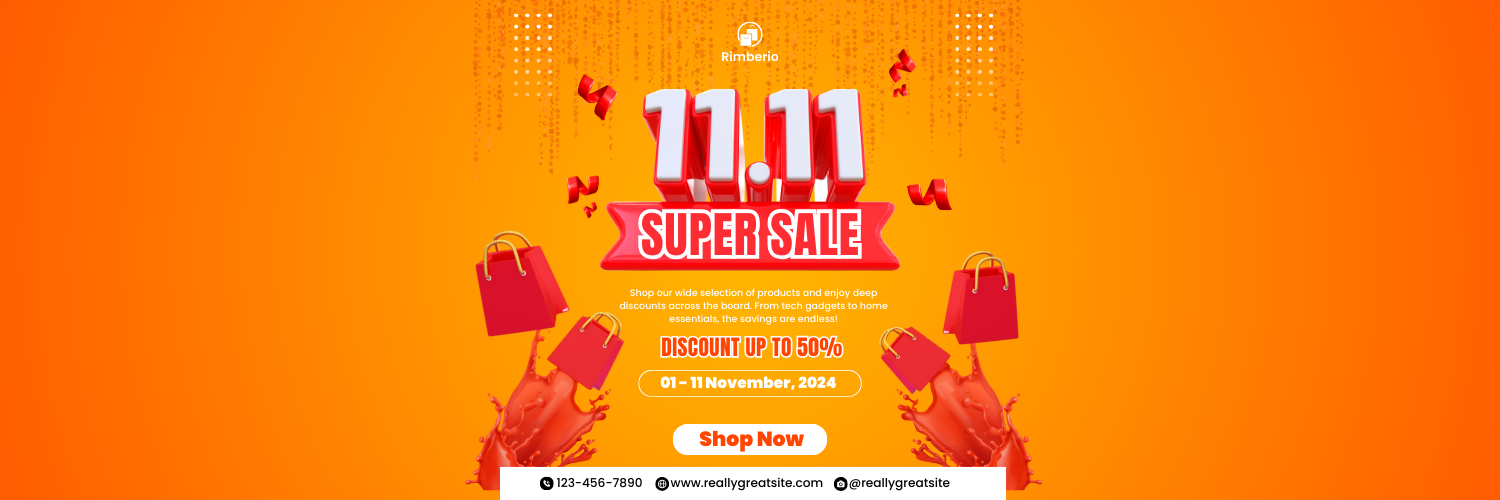 Rimberio
11.11
SUPER SALE
Shop our wide selection of products and enjoy deep
discounts across the board. From tech gadgets to home
essentials, the savings are endless!
DISCOUNT UP TO 50%
01 - 11 November, 2024
Shop Now
123-456-7890 www.reallygreatsite.com @reallygreatsite